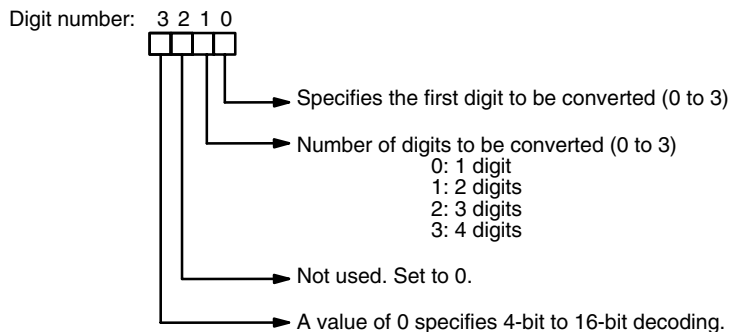 Digit number: 3 2 1 0
Specifies the first digit to be converted (0 to 3)
Number of digits to be converted (0 to 3)
0: 1 digit
1: 2 digits
2: 3 digits
3: 4 digits
Not used. Set to 0.
A value of 0 specifies 4-bit to 16-bit decoding.